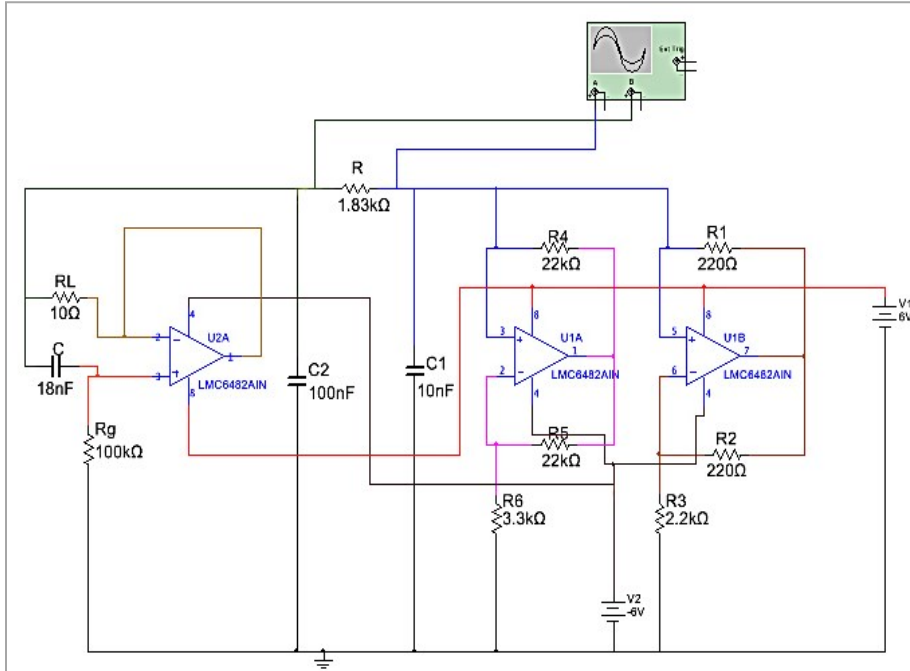 Ext Trig
A
B
R
1.83kΩ
R4
22kΩ
R1
220Ω
RL
10Ω
V1
6V
4
U2A
8
8
3
U1A
5
U1B
2
1
1
7
C
3
LMC6482AIN
C2
C1
2
LMC6482AIN
6
LMC6482AIN
18nF
8
100nF
10nF
4
4
Rg
100kΩ
R5
22kΩ
R2
220Ω
R6
3.3kΩ
R3
2.2kΩ
V2
-6V